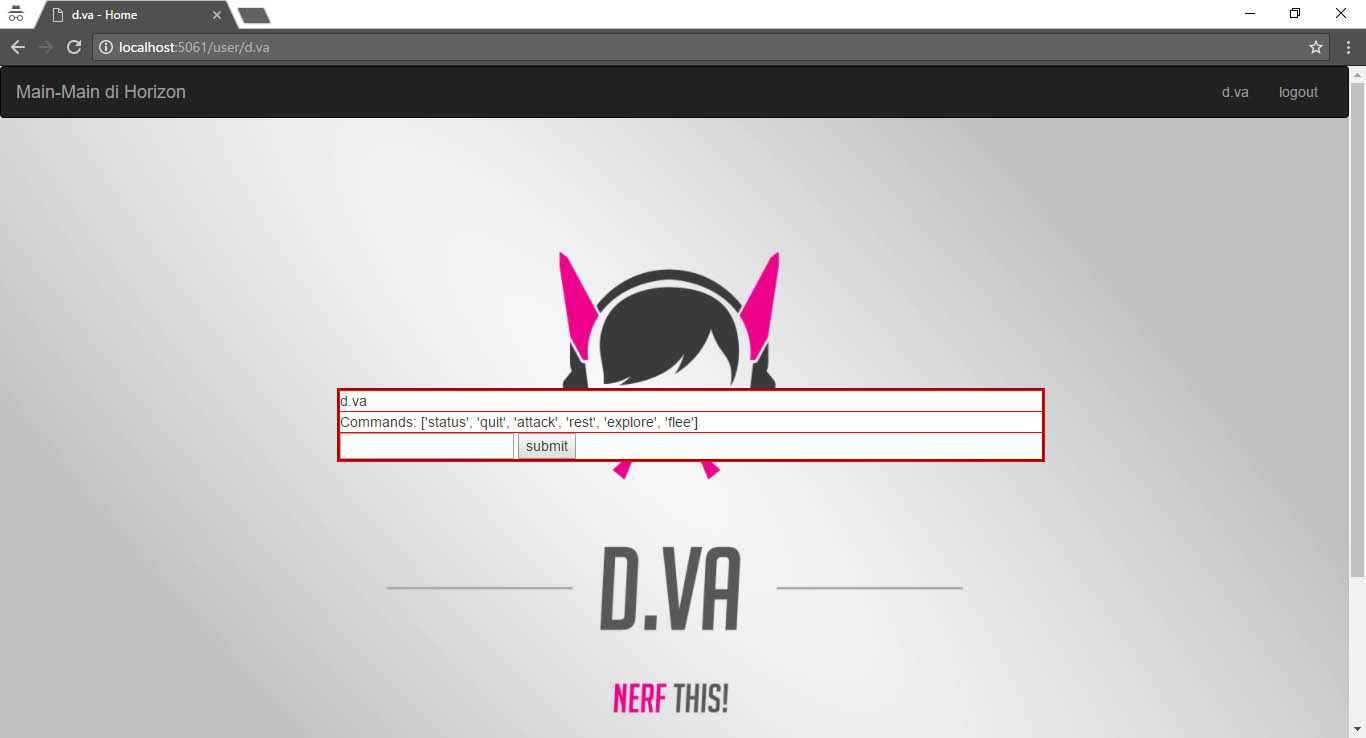 d.va - Home
localhost:5061/user/d.va
Main-Main di Horizon d.va logout
d.va
Commands: ['status', 'quit', 'attack', 'rest', 'explore', 'flee']
submit
D.VA
NERF THIS!